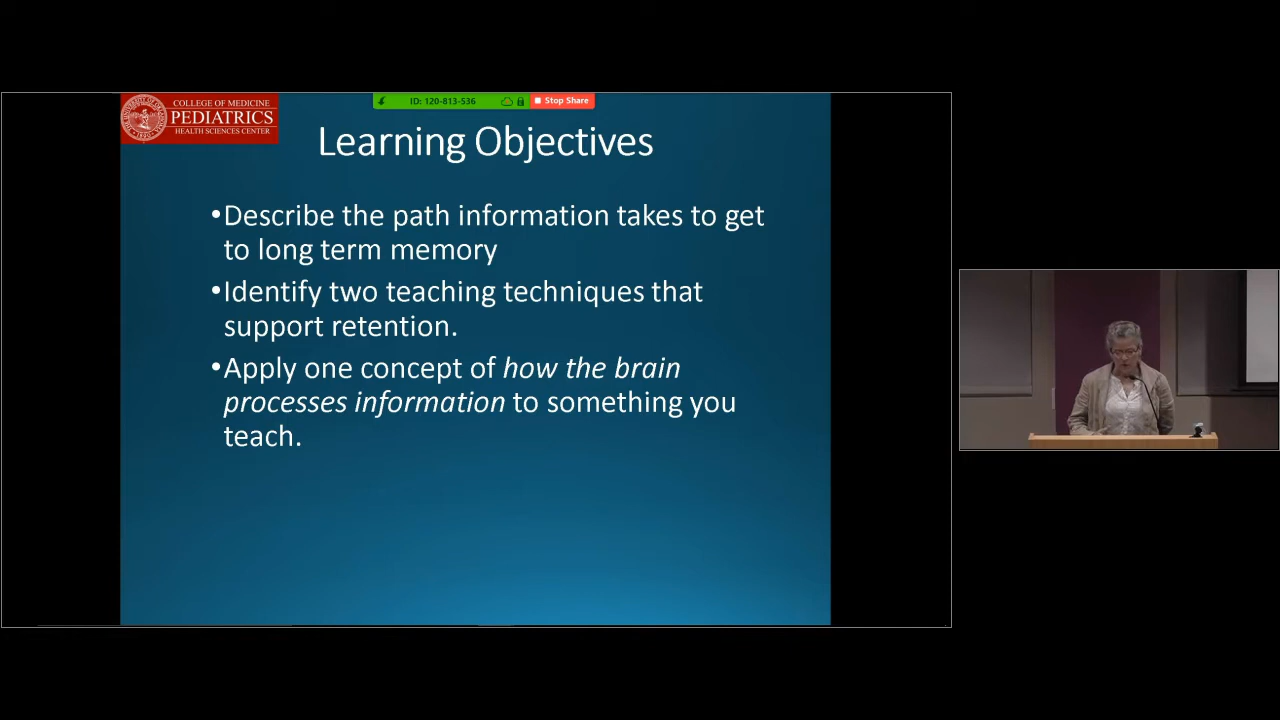 COLLEGE OF MEDICINE
PEDIATRICS
HEALTH SCIENCES CENTER
ID: 120-813-536
Stop Share
Learning Objectives
•Describe the path information takes to get
to long term memory
•Identify two teaching techniques that
support retention.
•Apply one concept of how the brain
processes information to something you
teach.